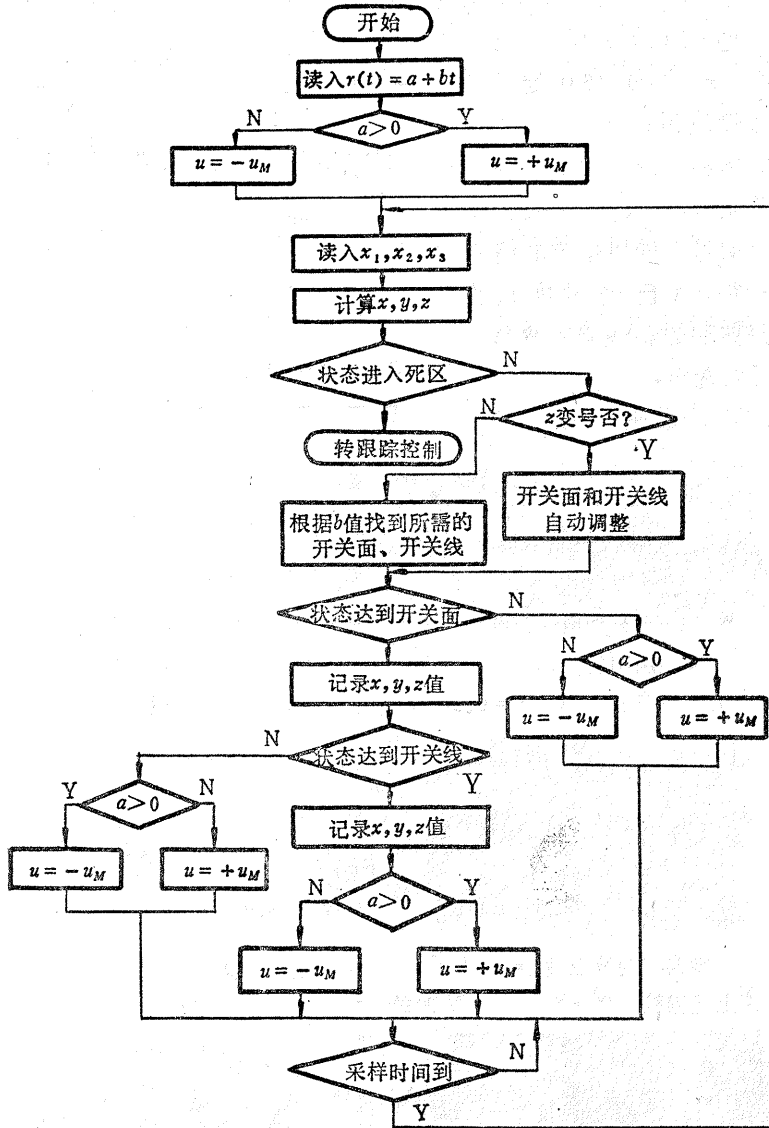 开始
读入r(t)=a+bt
N
a>0
Y
u=-u_M
u=+u_M
读入x₁,x₂,x₃
计算x,y,z
状态进入死区
N
转跟踪控制
N
z变号否?
Y
根据b值找到所需的
开关面、开关线
开关面和开关线
自动调整
状态达到开关面
N
N
a>0
Y
u=-u_M
u=+u_M
记录x,y,z值
状态达到开关线
N
Y
Y
a>0
N
u=-u_M
u=+u_M
记录x,y,z值
N
a>0
Y
u=-u_M
u=+u_M
采样时间到
N
Y